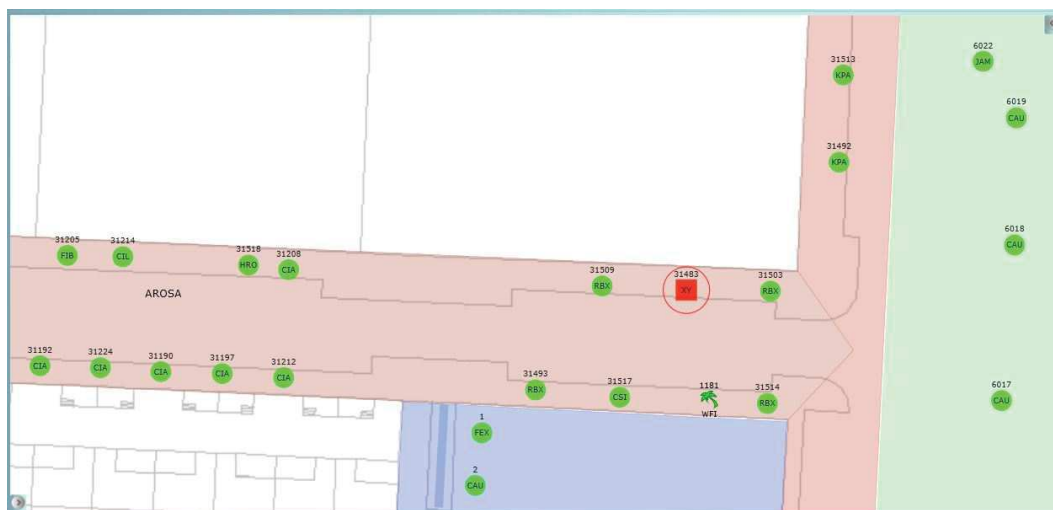 6022
JAM
31513
KPA
6019
CAU
31492
KPA
31205
FIB
31214
CIL
31518
HRO
31208
CIA
6018
CAU
31509
RBX
31483
XY
31503
RBX
AROSA
31192
CIA
31224
CIA
31190
CIA
31197
CIA
31212
CIA
31493
RBX
31517
CSI
1181
WFI
31514
RBX
6017
CAU
1
FEX
2
CAU